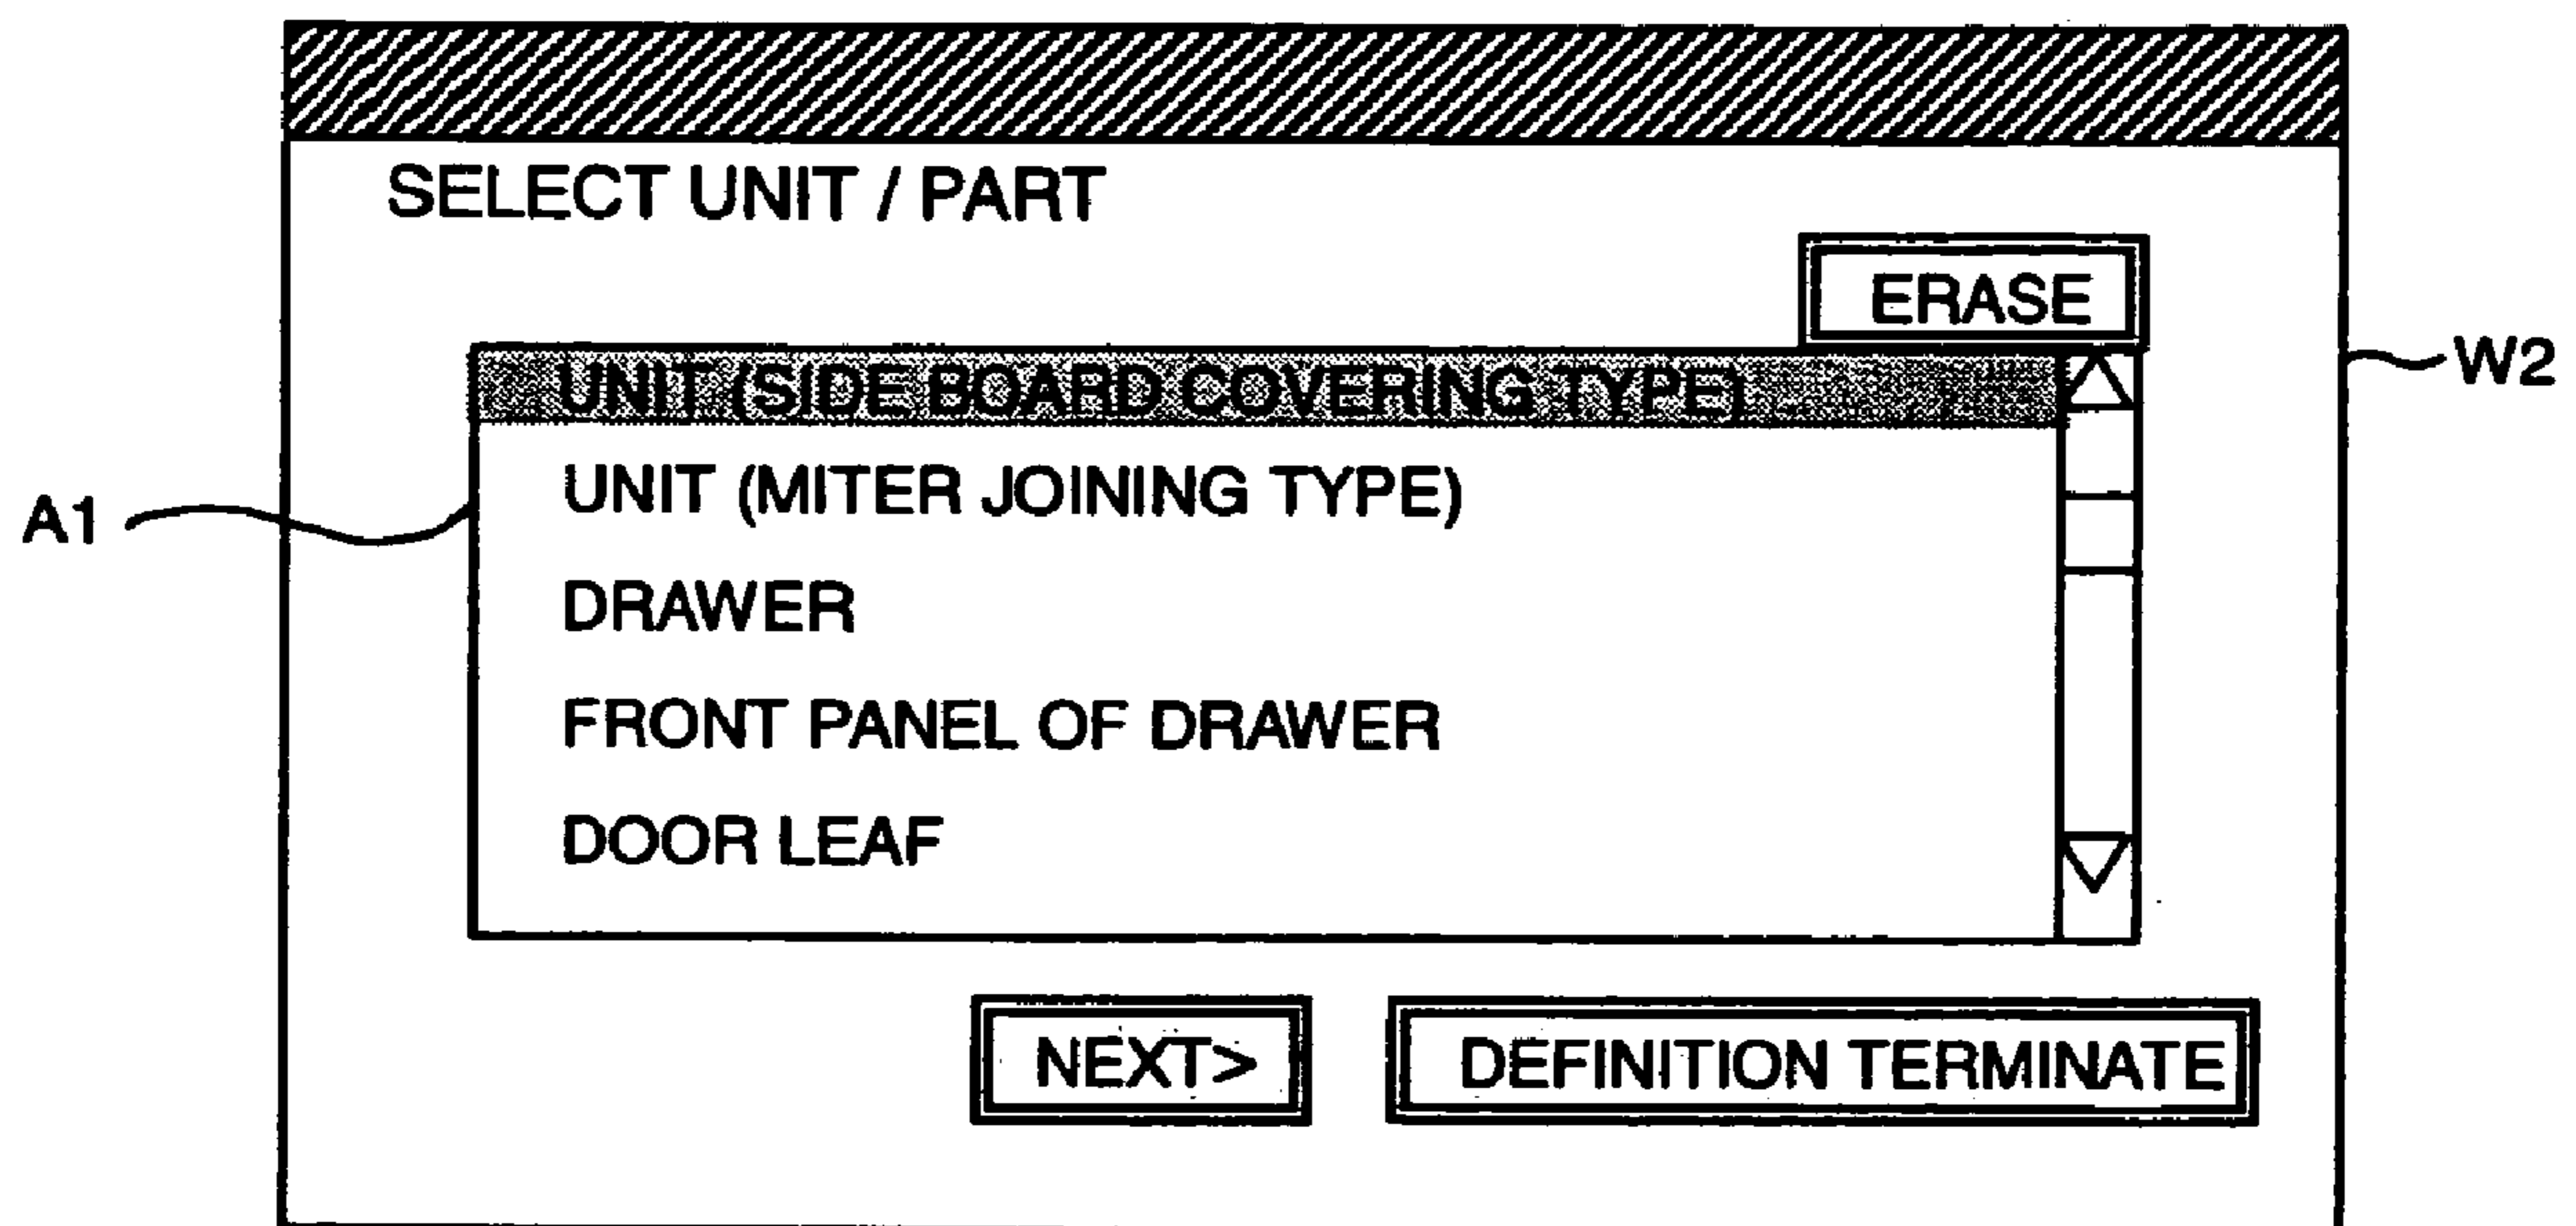 SELECT UNIT / PART
ERASE
UNIT (SIDE BOARD COVERING TYPE)
W2
UNIT (MITER JOINING TYPE)
A1
DRAWER
FRONT PANEL OF DRAWER
DOOR LEAF
NEXT> DEFINITION TERMINATE